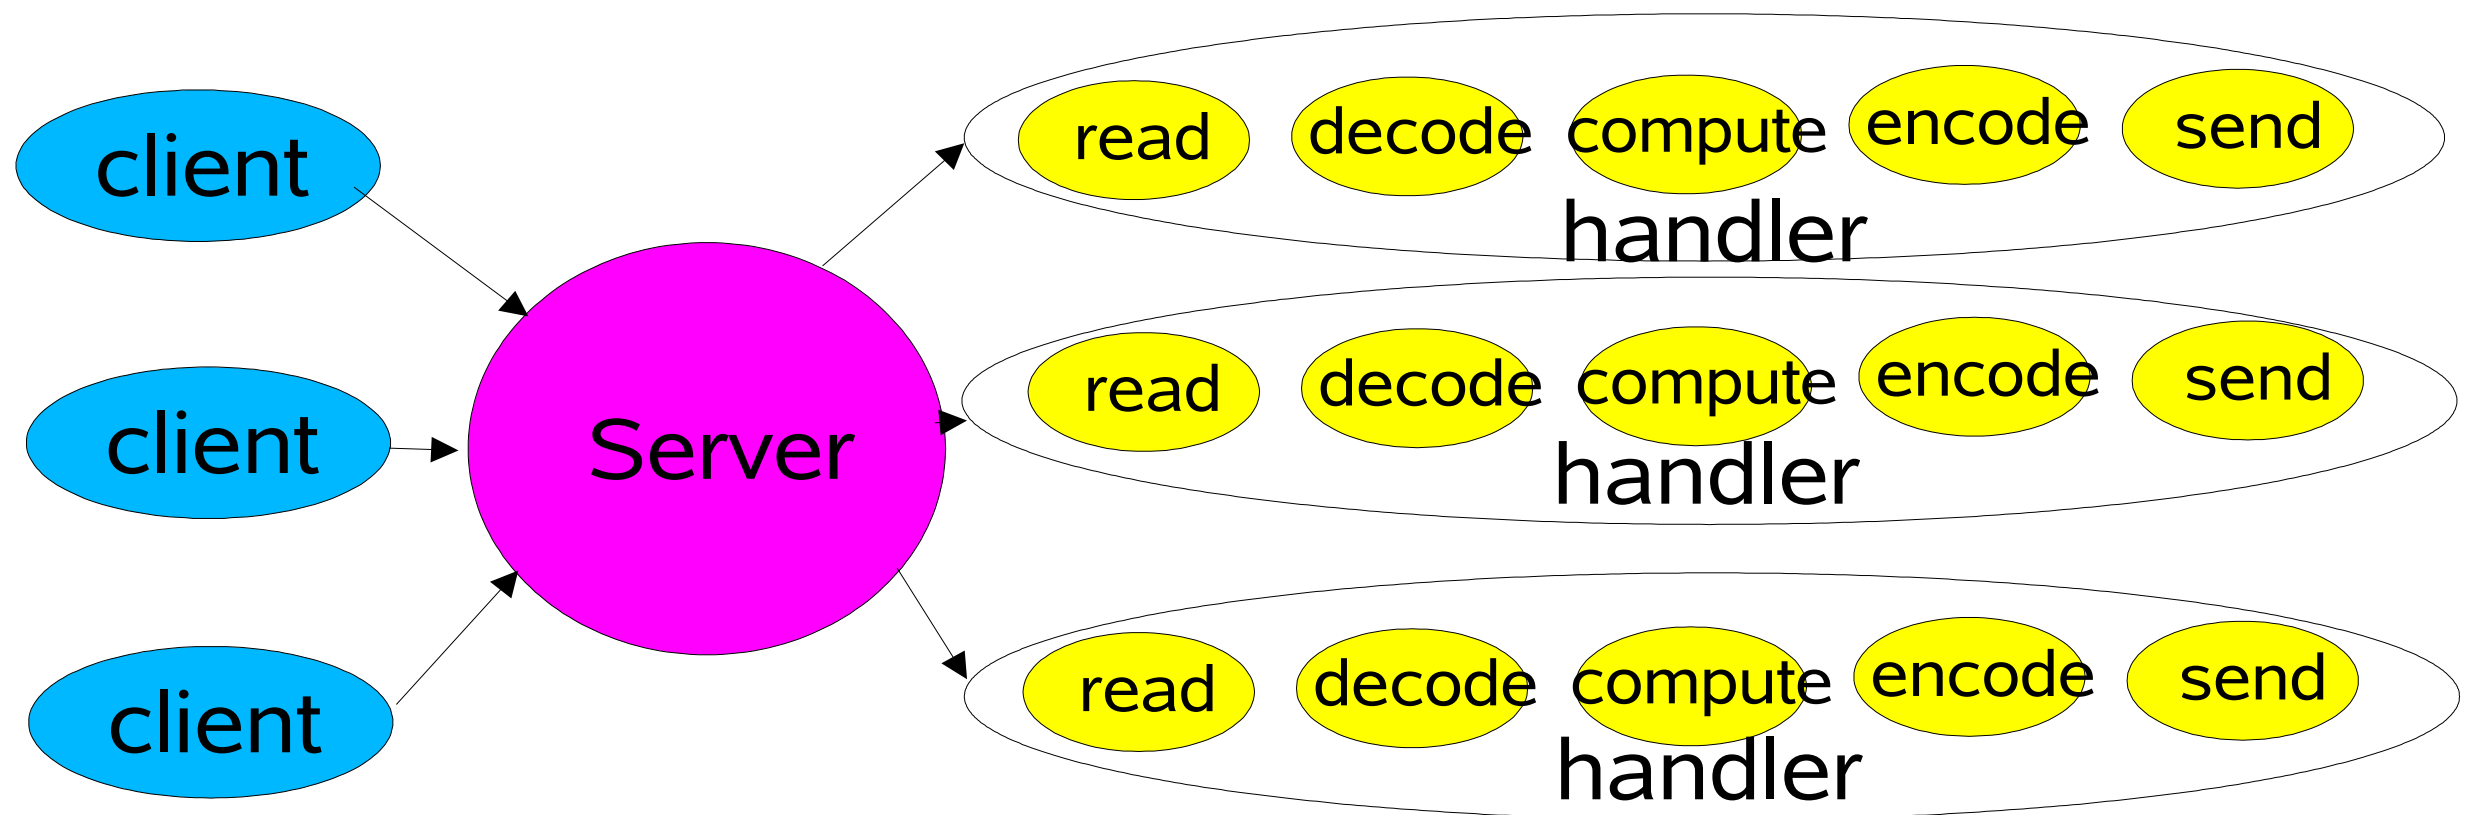 client
client
client
Server
read decode compute encode send
handler
read decode compute encode send
handler
read decode compute encode send
handler